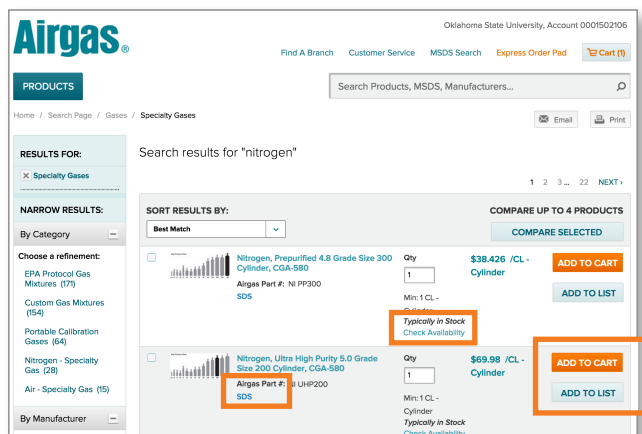 Oklahoma State University, Account 0001502106
Airgas®
Find A Branch Customer Service MSDS Search Express Order Pad Cart (1)
PRODUCTS
Search Products, MSDS, Manufacturers...
Home / Search Page / Gases / Specialty Gases
Email Print
RESULTS FOR:
Specialty Gases
NARROW RESULTS:
By Category
Choose a refinement:
EPA Protocol Gas
Mixtures (171)
Custom Gas Mixtures
(154)
Portable Calibration
Gases (64)
Nitrogen - Specialty
Gas (28)
Air - Specialty Gas (15)
By Manufacturer
Search results for "nitrogen"
1 2 3 ... 22 NEXT ›
SORT RESULTS BY:
Best Match
COMPARE UP TO 4 PRODUCTS
COMPARE SELECTED
Nitrogen, Prepurified 4.8 Grade Size 300
Cylinder, CGA-580
Airgas Part #: NI PP300
SDS
Qty
1
Min: 1 CL -
Cylinder
Typically in Stock
Check Availability
$38.426 /CL -
Cylinder
ADD TO CART
ADD TO LIST
Nitrogen, Ultra High Purity 5.0 Grade
Size 200 Cylinder, CGA-580
Airgas Part #: NI UHP200
SDS
Qty
1
Min: 1 CL -
Cylinder
Typically in Stock
Check Availability
$69.98 /CL -
Cylinder
ADD TO CART
ADD TO LIST